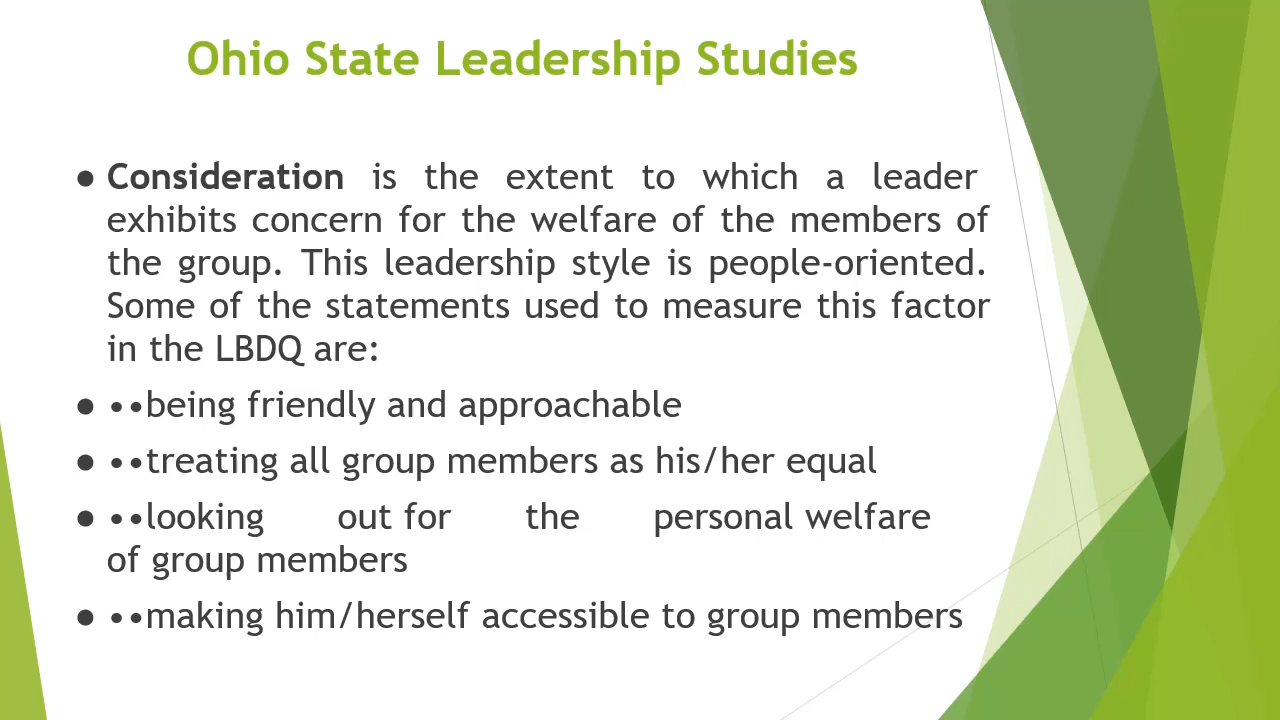 Ohio State Leadership Studies
● Consideration is the extent to which a leader
exhibits concern for the welfare of the members of
the group. This leadership style is people-oriented.
Some of the statements used to measure this factor
in the LBDQ are:
● ••being friendly and approachable
● ••treating all group members as his/her equal
● ••looking out for the personal welfare
of group members
● ••making him/herself accessible to group members